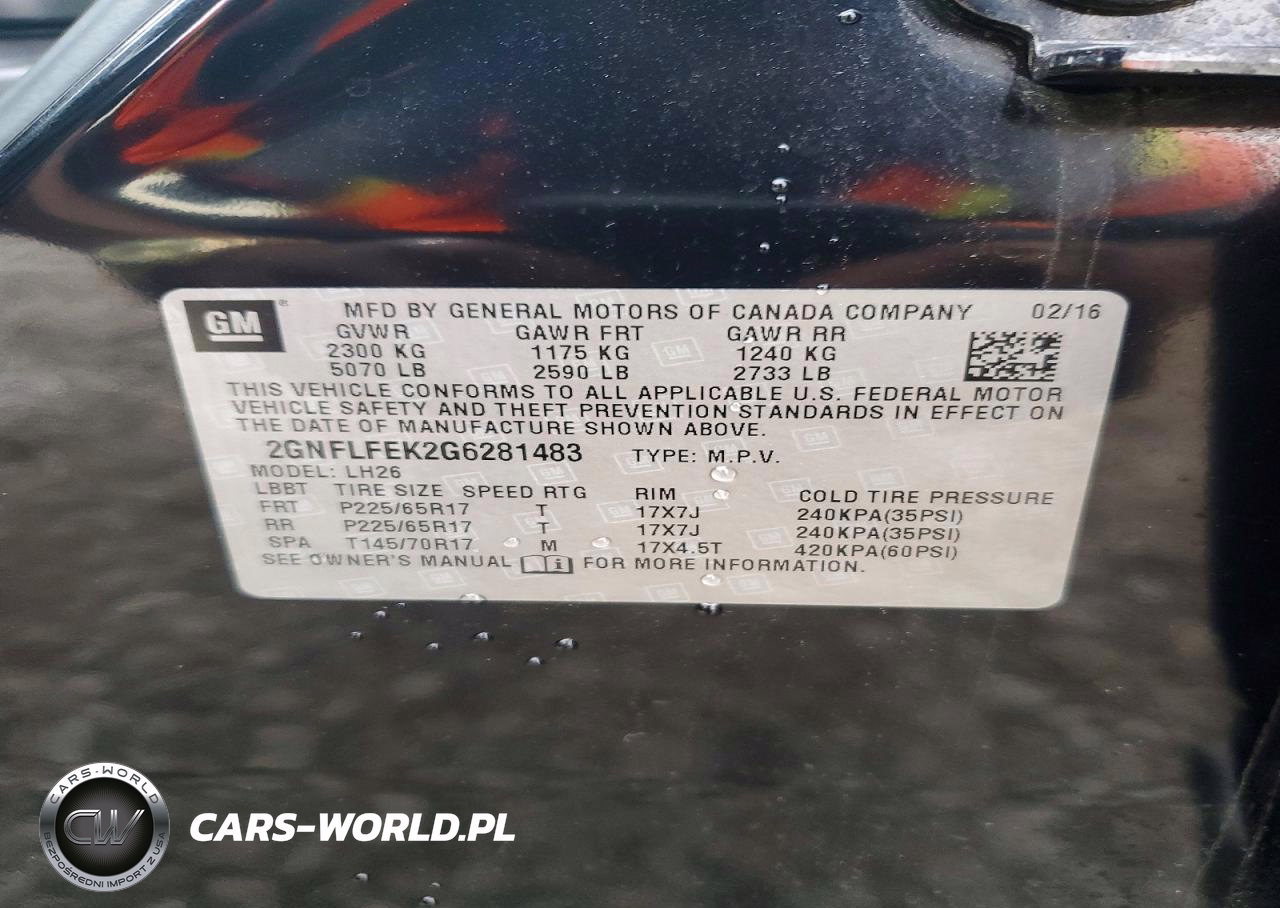 GM ® MFD BY GENERAL MOTORS OF CANADA COMPANY 02/16
GVWR GAWR FRT GAWR RR
2300 KG 1175 KG 1240 KG
5070 LB 2590 LB 2733 LB
THIS VEHICLE CONFORMS TO ALL APPLICABLE U.S. FEDERAL MOTOR
VEHICLE SAFETY AND THEFT PREVENTION STANDARDS IN EFFECT ON
THE DATE OF MANUFACTURE SHOWN ABOVE.
2GNFLFEK2G6281483 TYPE: M.P.V.
MODEL: LH26
LBBT TIRE SIZE SPEED RTG RIM COLD TIRE PRESSURE
FRT P225/65R17 T 17X7J 240KPA(35PSI)
RR P225/65R17 T 17X7J 240KPA(35PSI)
SPA T145/70R17 M 17X4.5T 420KPA(60PSI)
SEE OWNER'S MANUAL i FOR MORE INFORMATION.
CARS-WORLD
CW
BEZPOŚREDNI IMPORT Z USA
CARS-WORLD.PL